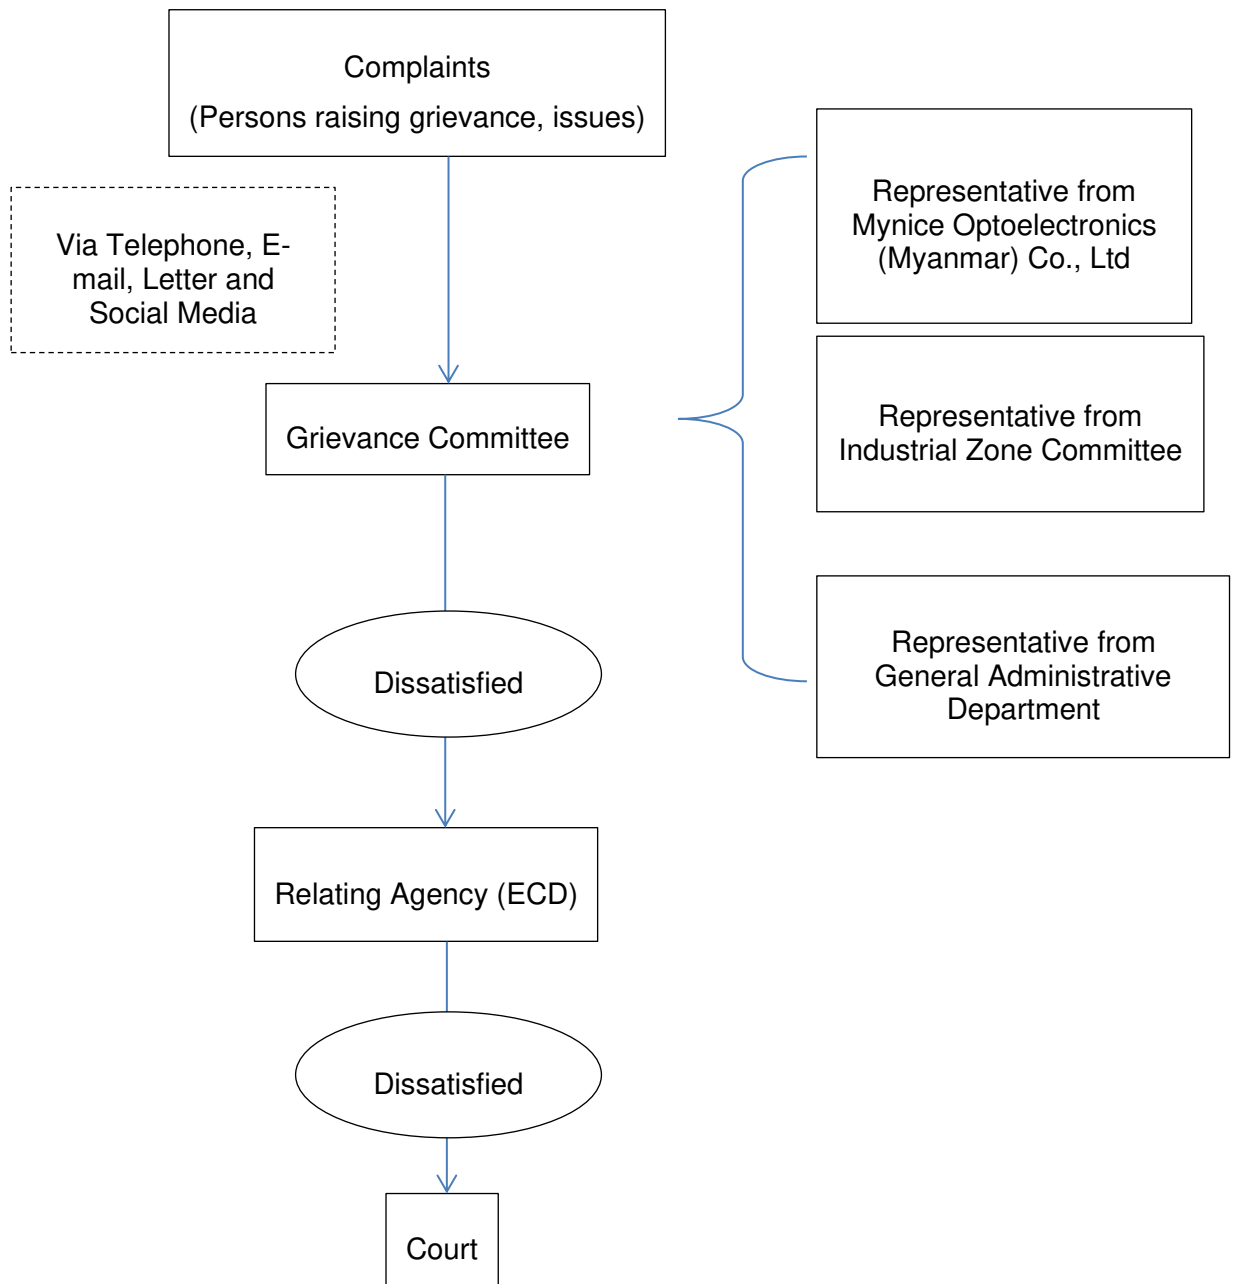 Complaints
(Persons raising grievance, issues)
Via Telephone, E-
mail, Letter and
Social Media
Grievance Committee
Representative from
Mynice Optoelectronics
(Myanmar) Co., Ltd
Representative from
Industrial Zone Committee
Representative from
General Administrative
Department
Dissatisfied
Relating Agency (ECD)
Dissatisfied
Court